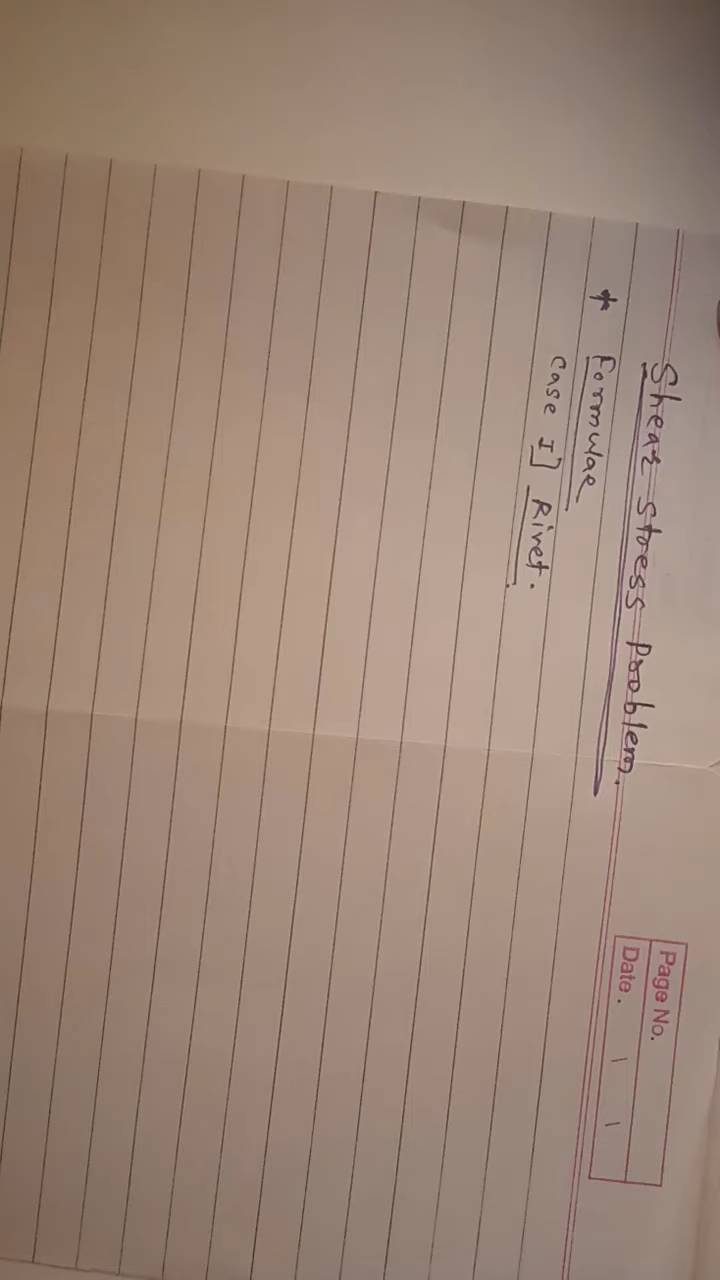 Page No.
Date. / /
Shear stress problem.
* Formulae
Case I] Rivet.